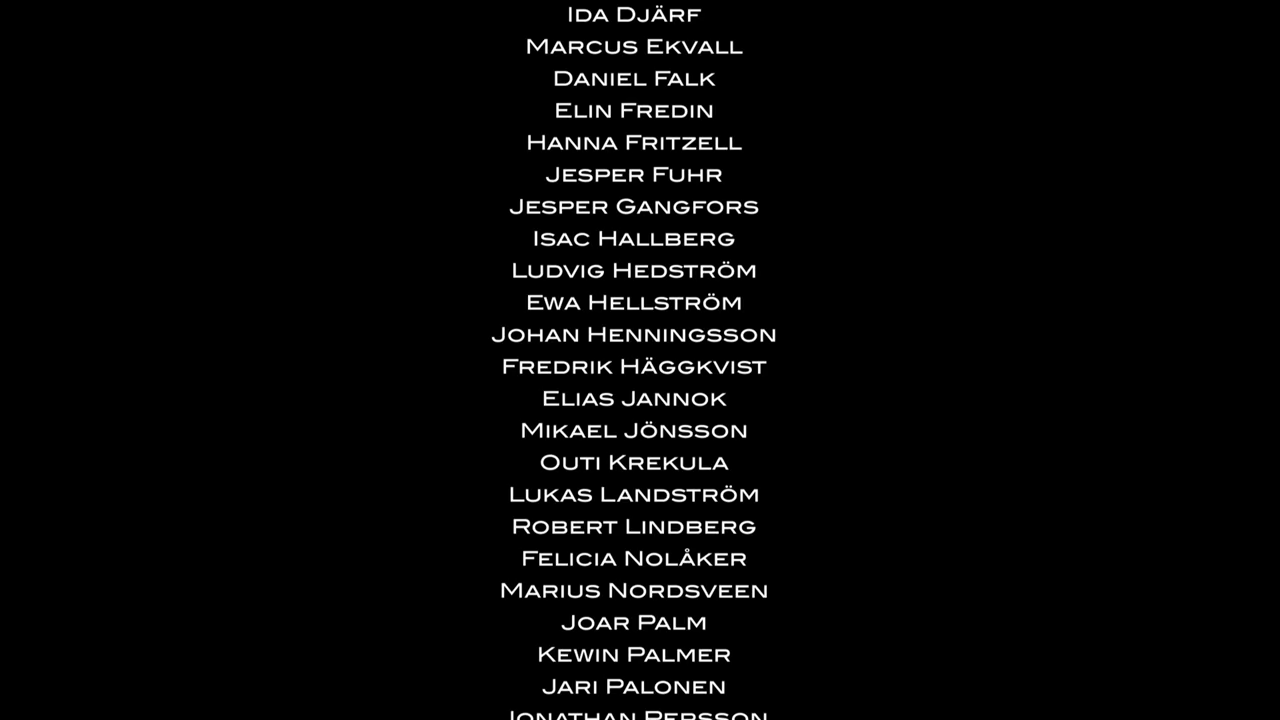 Ida Djärf
Marcus Ekvall
Daniel Falk
Elin Fredin
Hanna Fritzell
Jesper Fuhr
Jesper Gangfors
Isac Hallberg
Ludvig Hedström
Ewa Hellström
Johan Henningsson
Fredrik Häggkvist
Elias Jannok
Mikael Jönsson
Outi Krekula
Lukas Landström
Robert Lindberg
Felicia Nolåker
Marius Nordsveen
Joar Palm
Kewin Palmer
Jari Palonen
Jonathan Persson